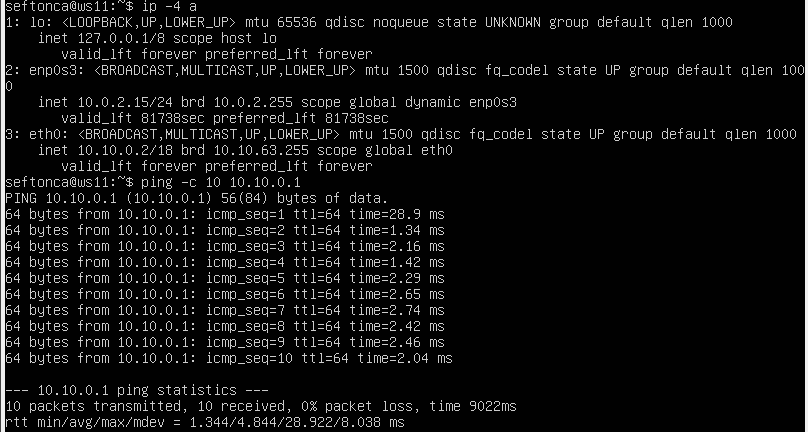 seftonca@ws11:~$ ip -4 a
1: lo: <LOOPBACK,UP,LOWER_UP> mtu 65536 qdisc noqueue state UNKNOWN group default qlen 1000
    inet 127.0.0.1/8 scope host lo
       valid_lft forever preferred_lft forever
2: enp0s3: <BROADCAST,MULTICAST,UP,LOWER_UP> mtu 1500 qdisc fq_codel state UP group default qlen 100
0
    inet 10.0.2.15/24 brd 10.0.2.255 scope global dynamic enp0s3
       valid_lft 81738sec preferred_lft 81738sec
3: eth0: <BROADCAST,MULTICAST,UP,LOWER_UP> mtu 1500 qdisc fq_codel state UP group default qlen 1000
    inet 10.10.0.2/18 brd 10.10.63.255 scope global eth0
       valid_lft forever preferred_lft forever
seftonca@ws11:~$ ping -c 10 10.10.0.1
PING 10.10.0.1 (10.10.0.1) 56(84) bytes of data.
64 bytes from 10.10.0.1: icmp_seq=1 ttl=64 time=28.9 ms
64 bytes from 10.10.0.1: icmp_seq=2 ttl=64 time=1.34 ms
64 bytes from 10.10.0.1: icmp_seq=3 ttl=64 time=2.16 ms
64 bytes from 10.10.0.1: icmp_seq=4 ttl=64 time=1.42 ms
64 bytes from 10.10.0.1: icmp_seq=5 ttl=64 time=2.29 ms
64 bytes from 10.10.0.1: icmp_seq=6 ttl=64 time=2.65 ms
64 bytes from 10.10.0.1: icmp_seq=7 ttl=64 time=2.74 ms
64 bytes from 10.10.0.1: icmp_seq=8 ttl=64 time=2.42 ms
64 bytes from 10.10.0.1: icmp_seq=9 ttl=64 time=2.46 ms
64 bytes from 10.10.0.1: icmp_seq=10 ttl=64 time=2.04 ms

--- 10.10.0.1 ping statistics ---
10 packets transmitted, 10 received, 0% packet loss, time 9022ms
rtt min/avg/max/mdev = 1.344/4.844/28.922/8.038 ms